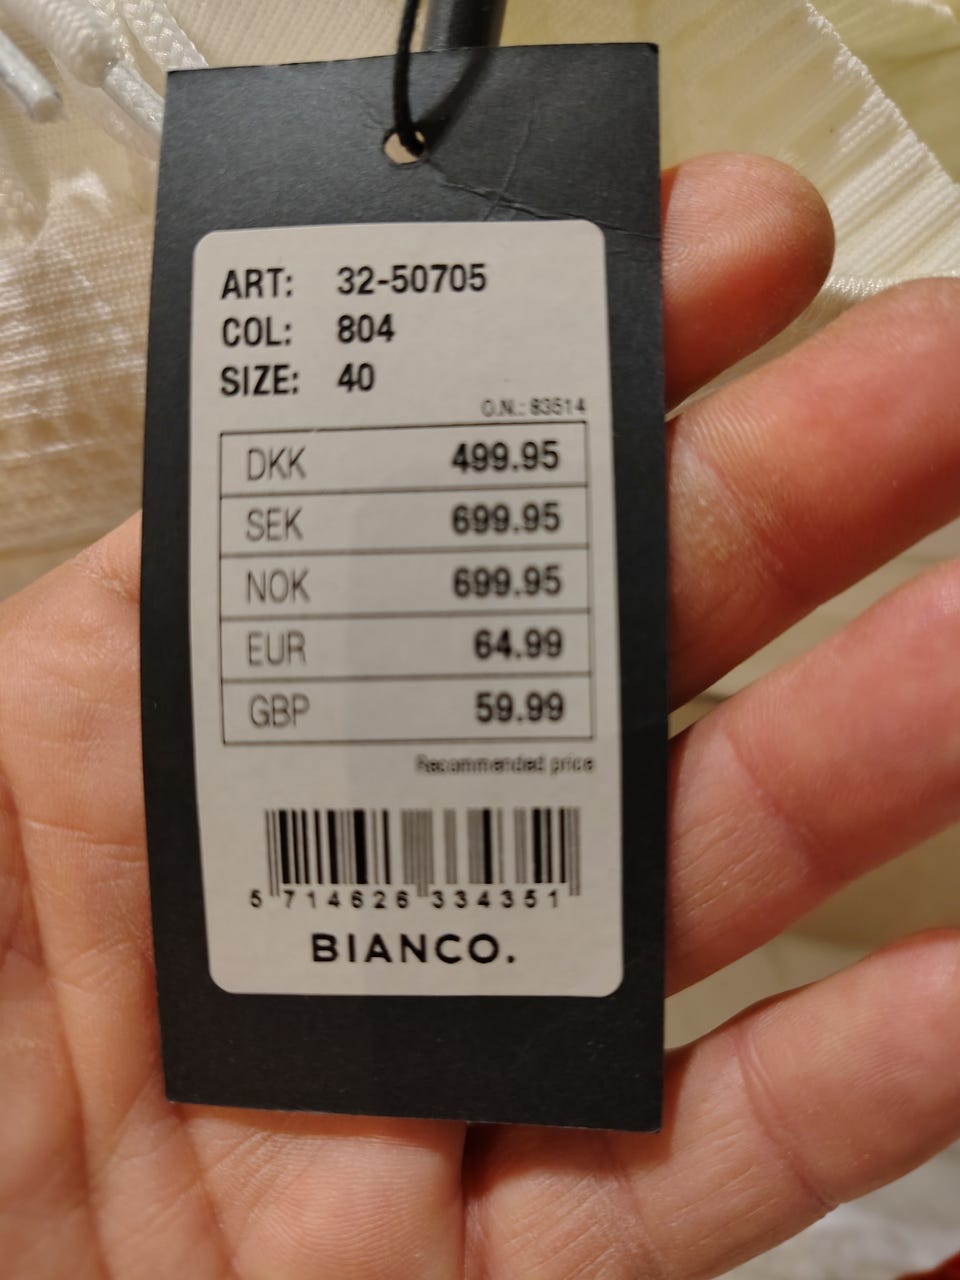 ART: 32-50705
COL: 804
SIZE: 40
O.N.: 83514
DKK 499.95
SEK 699.95
NOK 699.95
EUR 64.99
GBP 59.99
Recommended price
5 714626 334351
BIANCO.